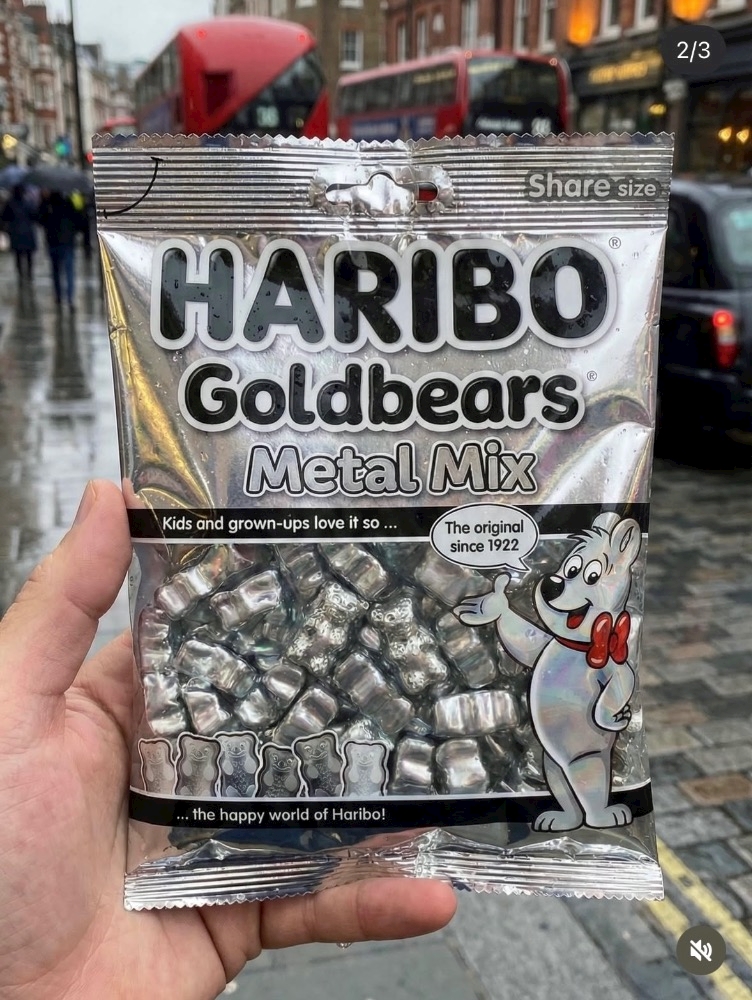 2/3
Share size
HARIBO®
Goldbears®
Metal Mix
Kids and grown-ups love it so ...
The original
since 1922
... the happy world of Haribo!